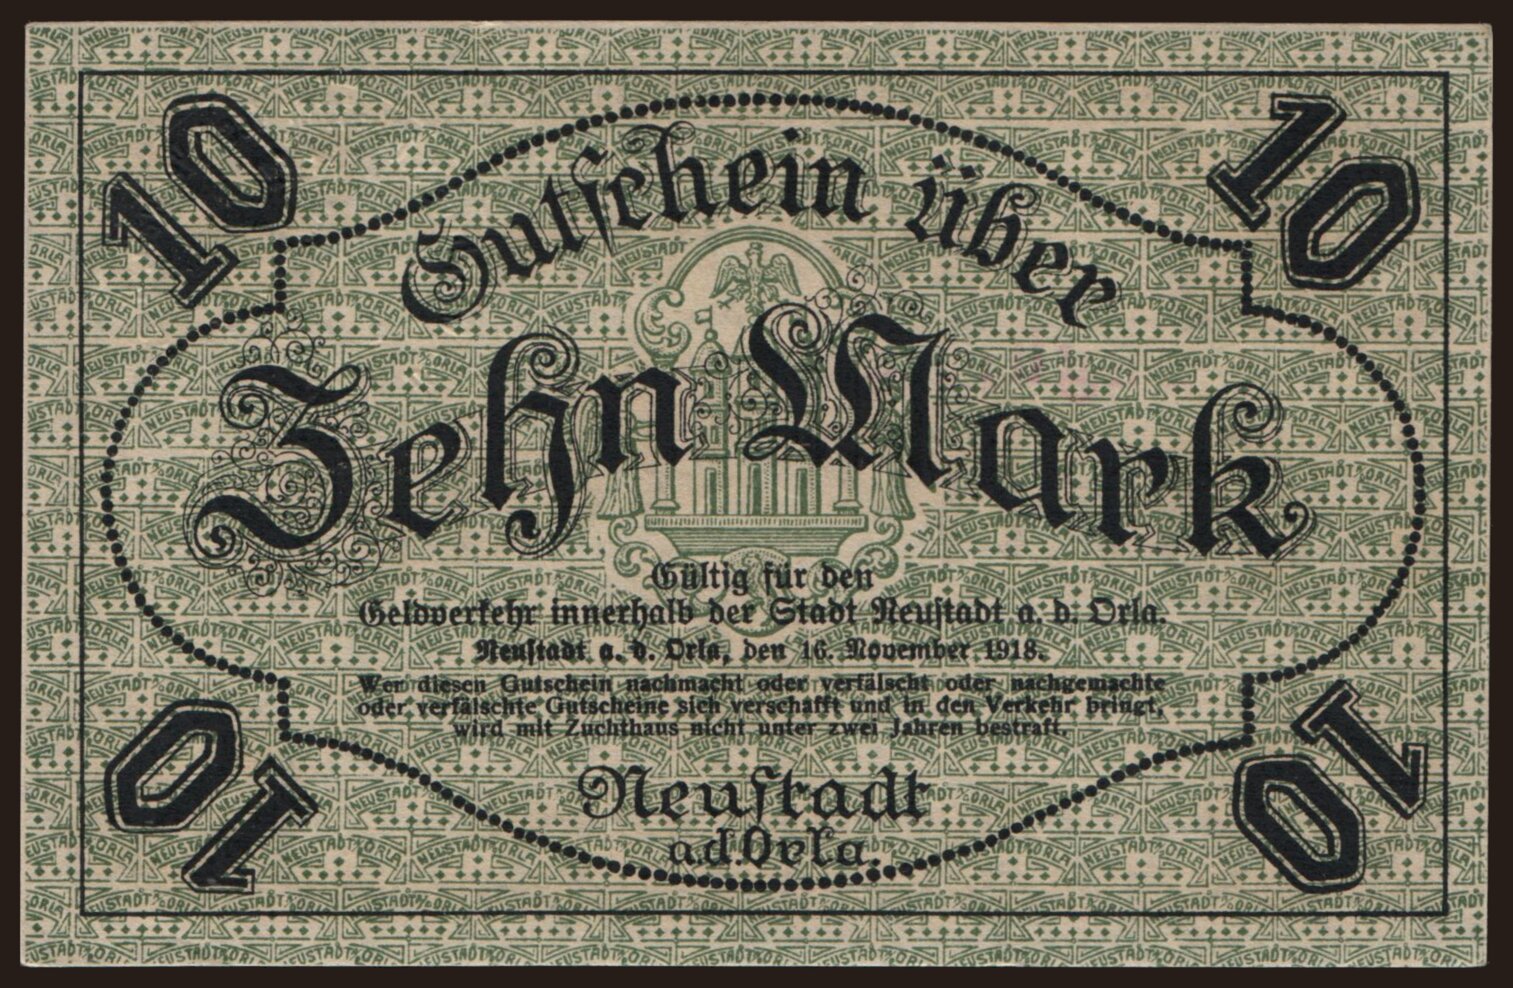 10
10
Gutschein über
Zehn Mark
Gültig für den
Geldverkehr innerhalb der Stadt Neustadt a. d. Orla.
Neustadt a. d. Orla, den 16. November 1918.
Wer diesen Gutschein nachmacht oder verfälscht oder nachgemachte
oder verfälschte Gutscheine sich verschafft und in den Verkehr bringt,
wird mit Zuchthaus nicht unter zwei Jahren bestraft.
Neustadt
a.d.Orla.
10
10